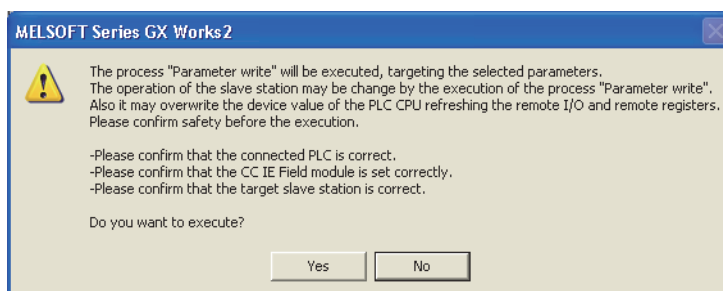 MELSOFT Series GX Works2
The process "Parameter write" will be executed, targeting the selected parameters.
The operation of the slave station may be change by the execution of the process "Parameter write".
Also it may overwrite the device value of the PLC CPU refreshing the remote I/O and remote registers.
Please confirm safety before the execution.
-Please confirm that the connected PLC is correct.
-Please confirm that the CC IE Field module is set correctly.
-Please confirm that the target slave station is correct.
Do you want to execute?
Yes No